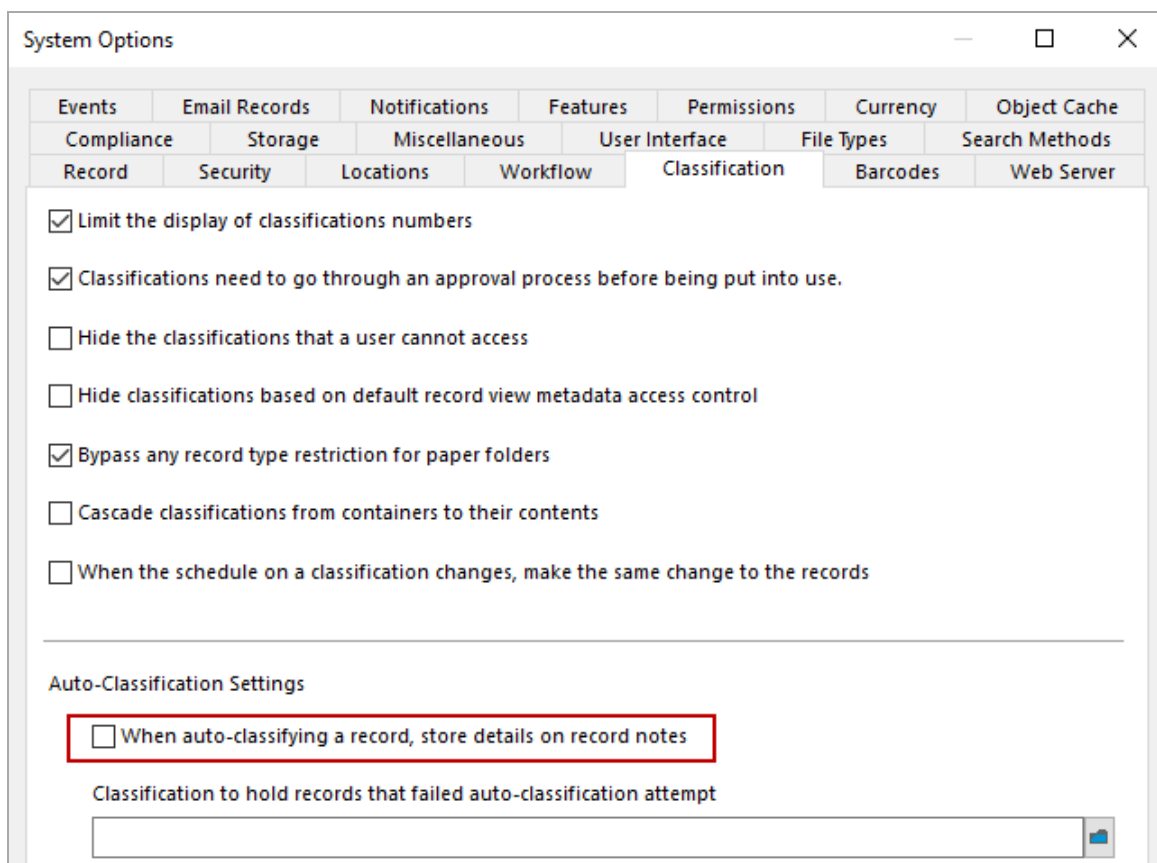 System Options
Events Email Records Notifications Features Permissions Currency Object Cache
Compliance Storage Miscellaneous User Interface File Types Search Methods
Record Security Locations Workflow Classification Barcodes Web Server
Limit the display of classifications numbers
Classifications need to go through an approval process before being put into use.
Hide the classifications that a user cannot access
Hide classifications based on default record view metadata access control
Bypass any record type restriction for paper folders
Cascade classifications from containers to their contents
When the schedule on a classification changes, make the same change to the records
Auto-Classification Settings
When auto-classifying a record, store details on record notes
Classification to hold records that failed auto-classification attempt